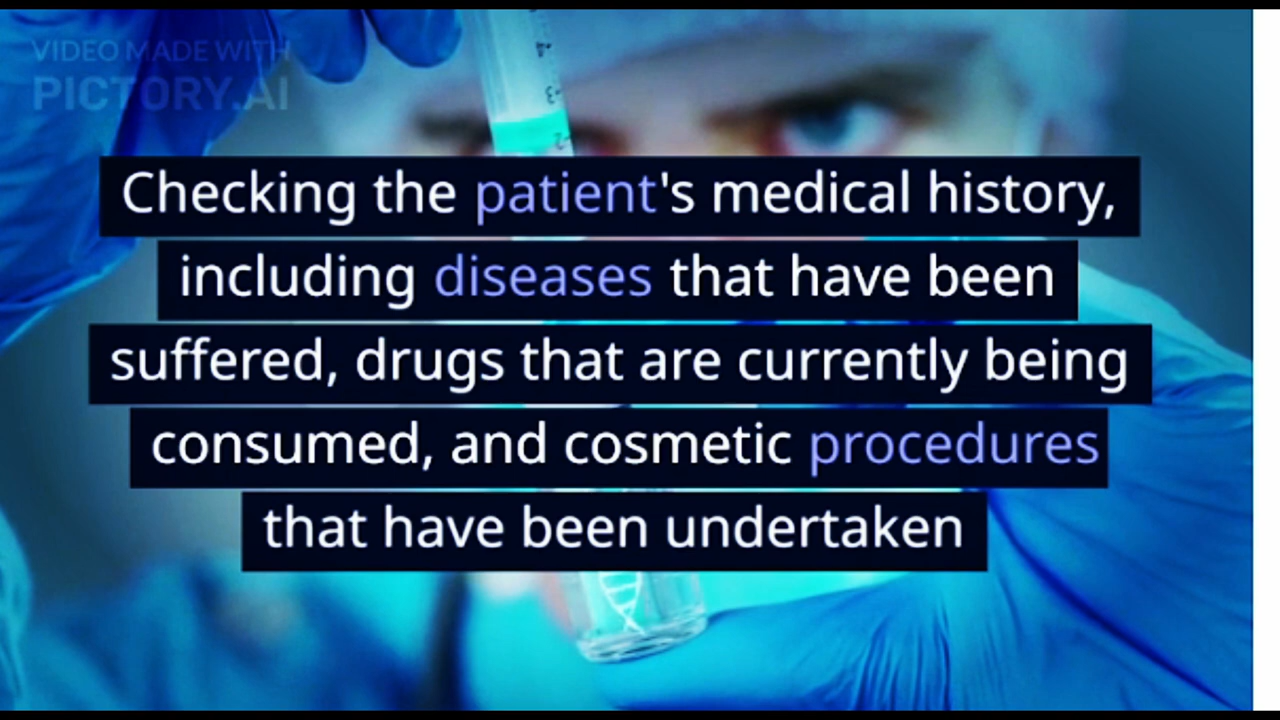 VIDEO MADE WITH
PICTORY.AI
Checking the patient's medical history,
including diseases that have been
suffered, drugs that are currently being
consumed, and cosmetic procedures
that have been undertaken